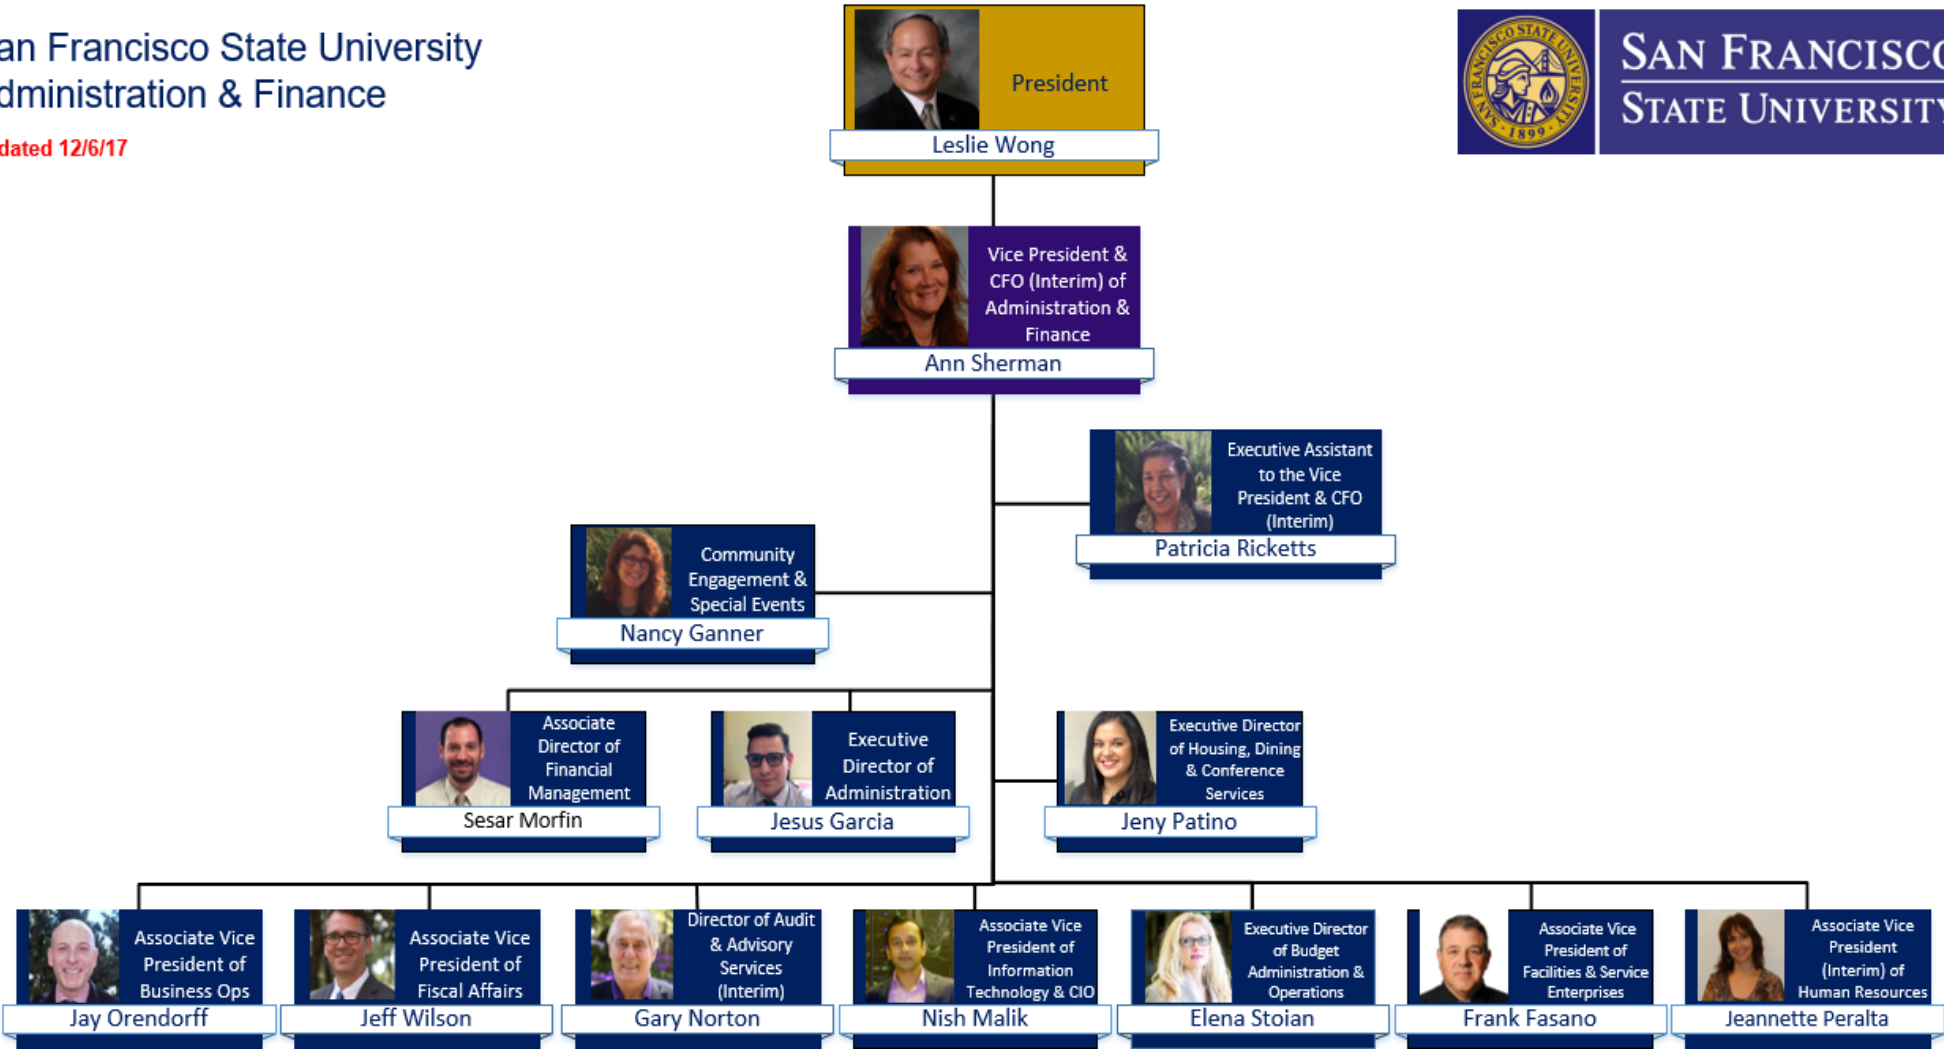 an Francisco State University
dministration & Finance
dated 12/6/17
President
Leslie Wong
SAN FRANCISCO STATE UNIVERSITY
1899
SAN FRANCISCO
STATE UNIVERSITY
Vice President &
CFO (Interim) of
Administration &
Finance
Ann Sherman
Executive Assistant
to the Vice
President & CFO
(Interim)
Patricia Ricketts
Community
Engagement &
Special Events
Nancy Ganner
Associate
Director of
Financial
Management
Sesar Morfin
Executive
Director of
Administration
Jesus Garcia
Executive Director
of Housing, Dining
& Conference
Services
Jeny Patino
Associate Vice
President of
Business Ops
Jay Orendorff
Associate Vice
President of
Fiscal Affairs
Jeff Wilson
Director of Audit
& Advisory
Services
(Interim)
Gary Norton
Associate Vice
President of
Information
Technology & CIO
Nish Malik
Executive Director
of Budget
Administration &
Operations
Elena Stoian
Associate Vice
President of
Facilities & Service
Enterprises
Frank Fasano
Associate Vice
President
(Interim) of
Human Resources
Jeannette Peralta